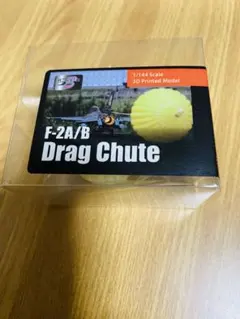 1/144 Scale
3D Printed Model
F-2A/B
Drag Chute